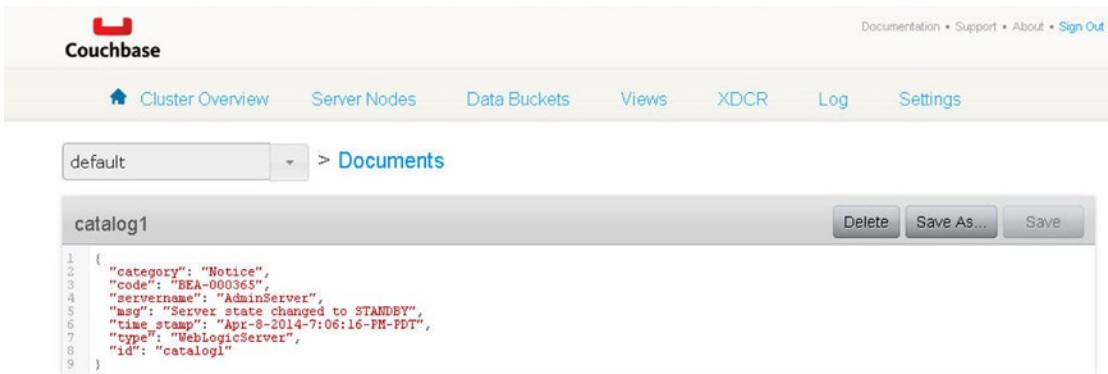 Couchbase
Documentation • Support • About • Sign Out
Cluster Overview Server Nodes Data Buckets Views XDCR Log Settings
default > Documents
catalog1 Delete Save As... Save
1 {
2 "category": "Notice",
3 "code": "BEA-000365",
4 "servername": "AdminServer",
5 "msg": "Server state changed to STANDBY",
6 "time_stamp": "Apr-8-2014-7:06:16-PM-PDT",
7 "type": "WebLogicServer",
8 "id": "catalog1"
9 }